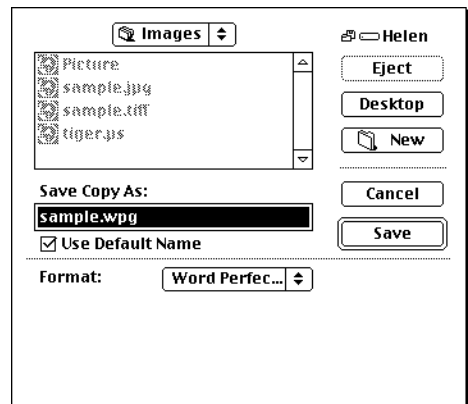 Images
Helen
Picture
sample.jpg
sample.tiff
tiger.ps
Eject
Desktop
New
Save Copy As:
sample.wpg
Use Default Name
Cancel
Save
Format:
Word Perfec...